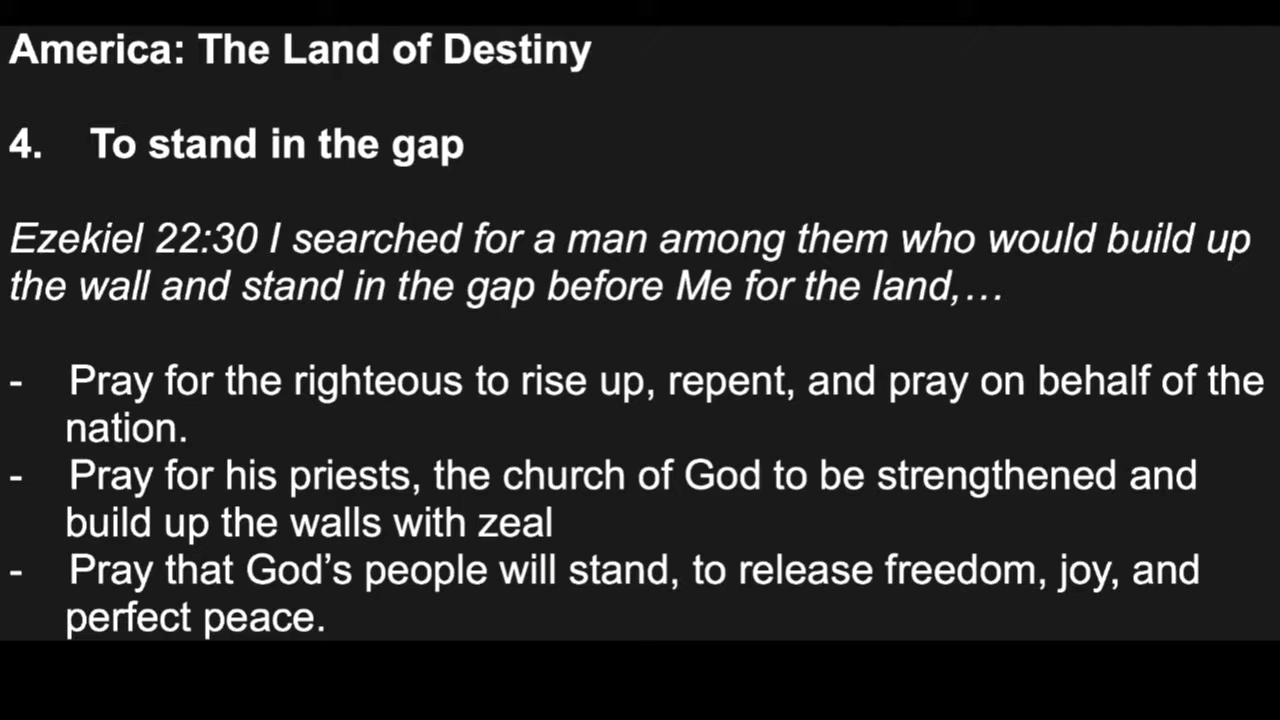 America: The Land of Destiny
4. To stand in the gap
Ezekiel 22:30 I searched for a man among them who would build up
the wall and stand in the gap before Me for the land,…
- Pray for the righteous to rise up, repent, and pray on behalf of the
nation.
- Pray for his priests, the church of God to be strengthened and
build up the walls with zeal
- Pray that God’s people will stand, to release freedom, joy, and
perfect peace.